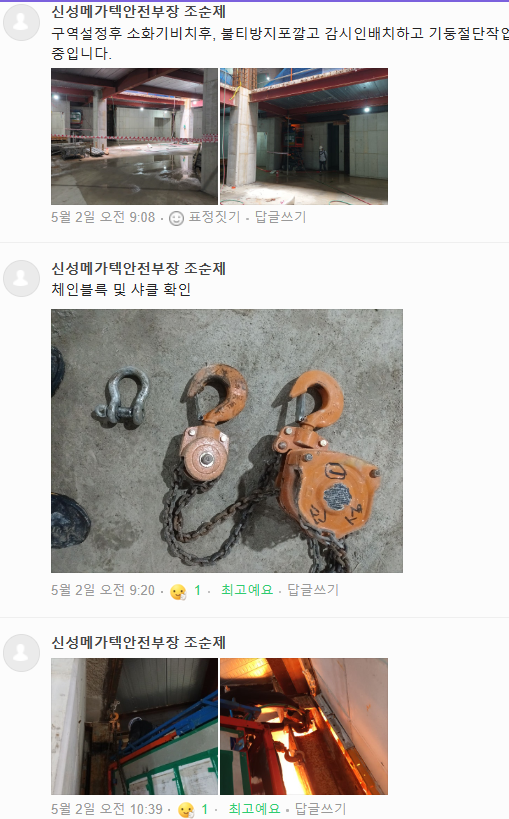 신성메가텍안전부장 조순제
구역설정후 소화기비치후, 불티방지포깔고 감시인배치하고 기둥절단작업
중입니다.
5월 2일 오전 9:08 · 표정짓기 · 답글쓰기
신성메가텍안전부장 조순제
체인블록 및 샤클 확인
5월 2일 오전 9:20 · 1 · 최고예요 · 답글쓰기
신성메가텍안전부장 조순제
5월 2일 오전 10:39 · 1 · 최고예요 · 답글쓰기